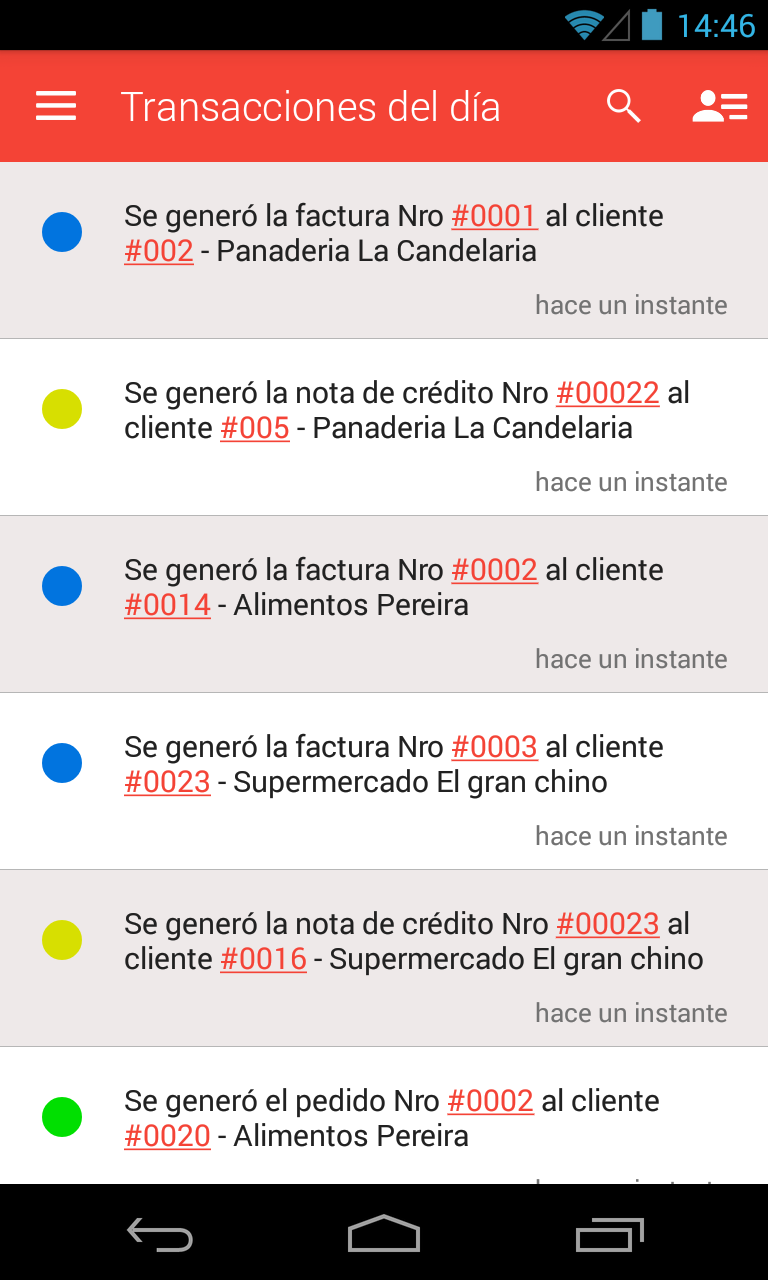 14:46
Transacciones del día
Se generó la factura Nro #0001 al cliente
#002 - Panaderia La Candelaria
hace un instante
Se generó la nota de crédito Nro #00022 al
cliente #005 - Panaderia La Candelaria
hace un instante
Se generó la factura Nro #0002 al cliente
#0014 - Alimentos Pereira
hace un instante
Se generó la factura Nro #0003 al cliente
#0023 - Supermercado El gran chino
hace un instante
Se generó la nota de crédito Nro #00023 al
cliente #0016 - Supermercado El gran chino
hace un instante
Se generó el pedido Nro #0002 al cliente
#0020 - Alimentos Pereira